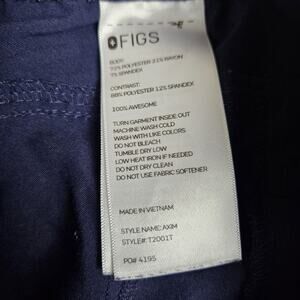 FIGS
BODY:
72% POLYESTER 21% RAYON
7% SPANDEX
CONTRAST:
88% POLYESTER 12% SPANDEX
100% AWESOME
TURN GARMENT INSIDE OUT
MACHINE WASH COLD
WASH WITH LIKE COLORS
DO NOT BLEACH
TUMBLE DRY LOW
LOW HEAT IRON IF NEEDED
DO NOT DRY CLEAN
DO NOT USE FABRIC SOFTENER
MADE IN VIETNAM
STYLE NAME: AXIM
STYLE#: T2001T
PO# 4195